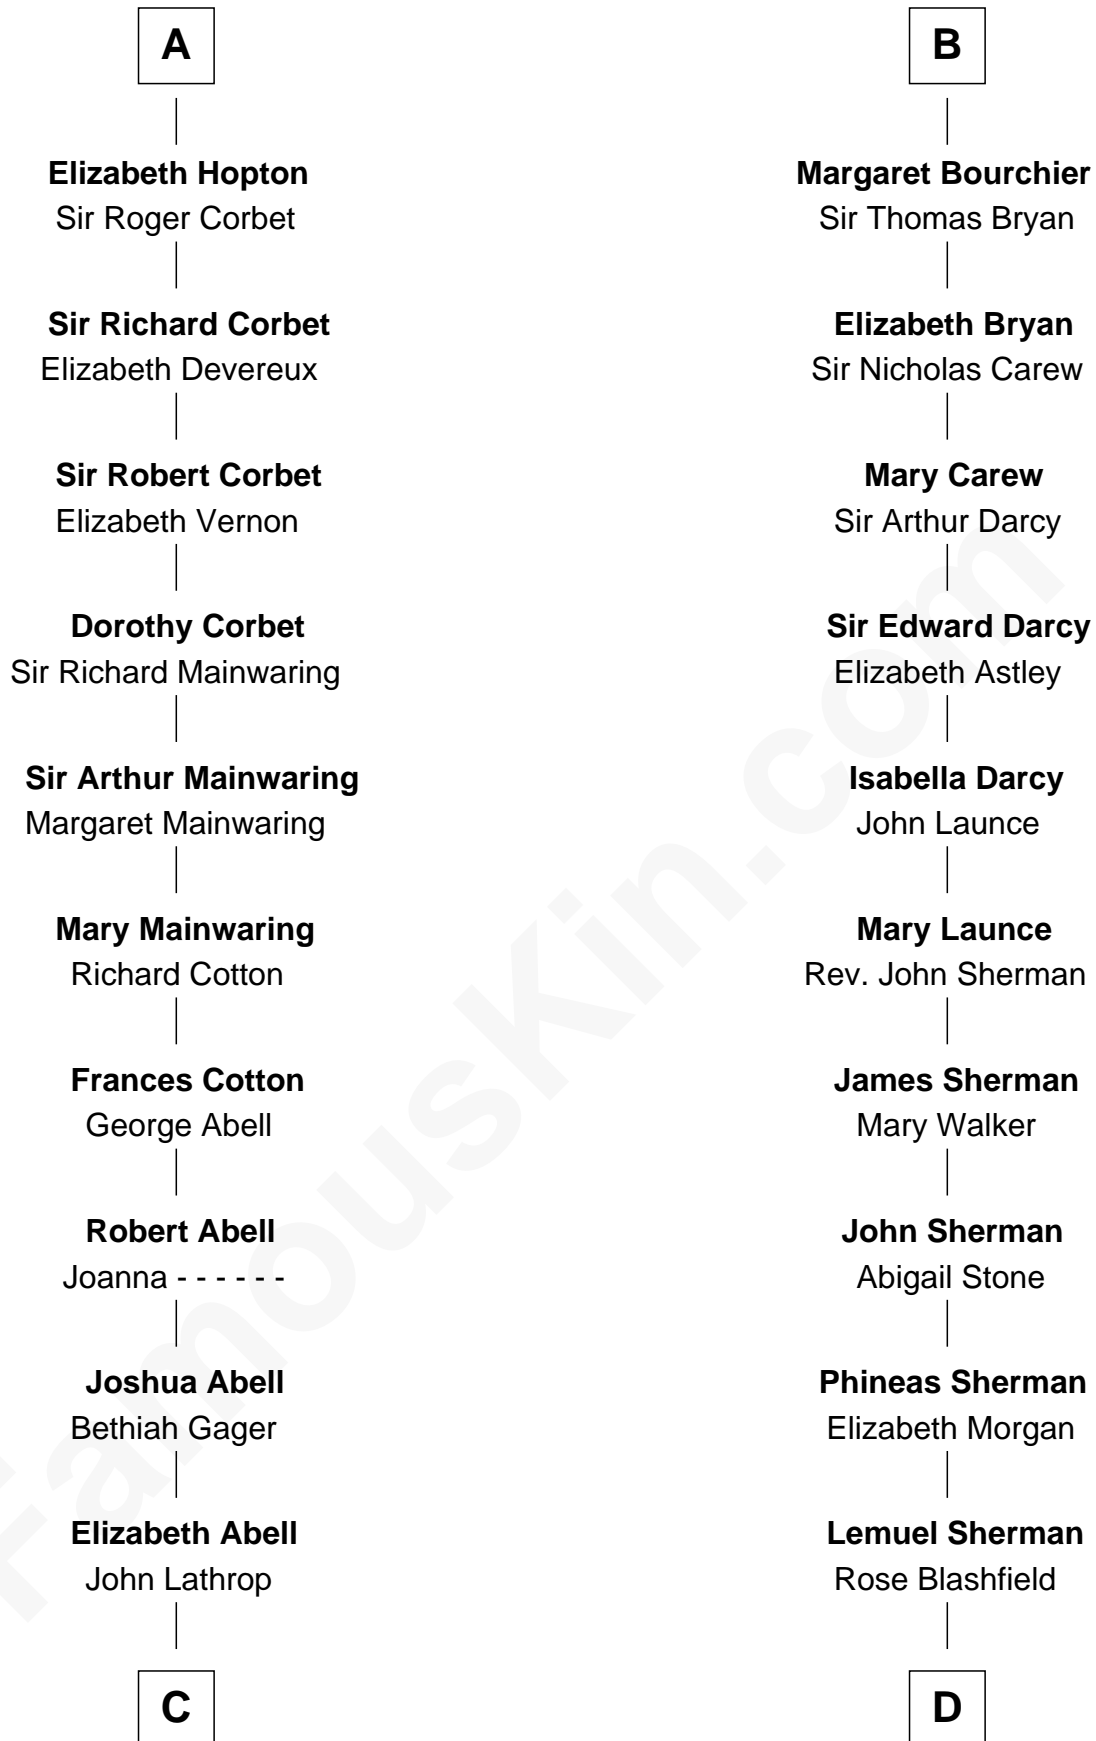 A
Elizabeth Hopton
Sir Roger Corbet
Sir Richard Corbet
Elizabeth Devereux
Sir Robert Corbet
Elizabeth Vernon
Dorothy Corbet
Sir Richard Mainwaring
Sir Arthur Mainwaring
Margaret Mainwaring
Mary Mainwaring
Richard Cotton
Frances Cotton
George Abell
Robert Abell
Joanna - - - - - -
Joshua Abell
Bethiah Gager
Elizabeth Abell
John Lathrop
C
B
Margaret Bourchier
Sir Thomas Bryan
Elizabeth Bryan
Sir Nicholas Carew
Mary Carew
Sir Arthur Darcy
Sir Edward Darcy
Elizabeth Astley
Isabella Darcy
John Launce
Mary Launce
Rev. John Sherman
James Sherman
Mary Walker
John Sherman
Abigail Stone
Phineas Sherman
Elizabeth Morgan
Lemuel Sherman
Rose Blashfield
D
FamousKin.com